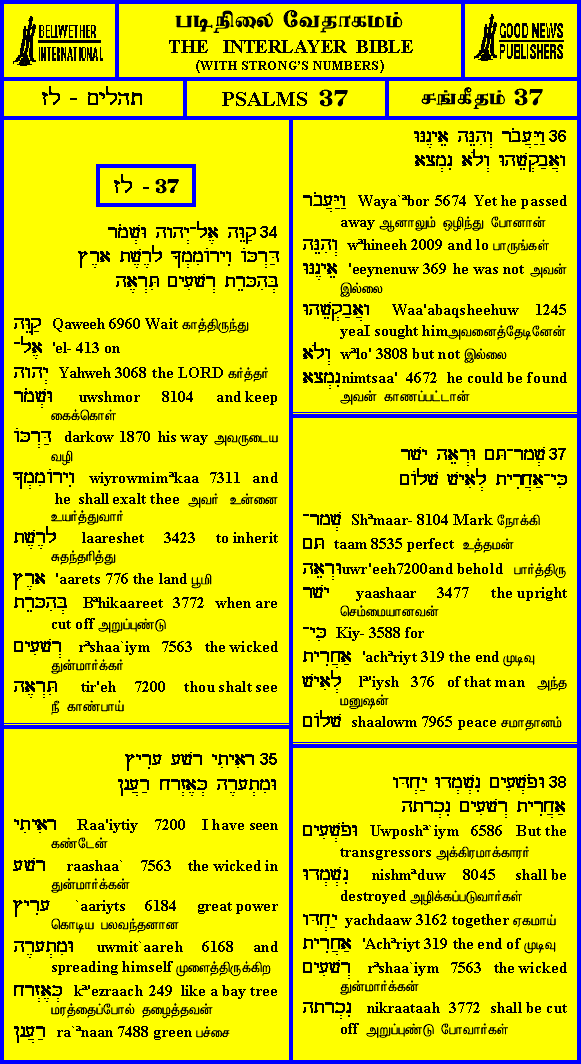 BELLWETHER
INTERNATIONAL
படிநிலை வேதாகமம்
THE INTERLAYER BIBLE
(WITH STRONG'S NUMBERS)
GOOD NEWS
PUBLISHERS
תהלים - לז
PSALMS 37
சங்கீதம் 37
לז - 37
34 קַוֵּה אֶל־יְהוָה וּשְׁמֹר
דַּרְכּוֹ וִירוֹמִמְךָ לָרֶשֶׁת אָרֶץ
בְּהִכָּרֵת רְשָׁעִים תִּרְאֶה
קַוֵּה Qaweeh 6960 Wait காத்திருந்து
אֶל־ 'el- 413 on
יְהוָה Yahweh 3068 the LORD கர்த்தர்
וּשְׁמֹר uwshmor 8104 and keep
கைக்கொள்
דַּרְכּוֹ darkow 1870 his way அவருடைய
வழி
וִירוֹמִמְךָ wiyrowmimªkaa 7311 and
he shall exalt thee அவர் உன்னை
உயர்த்துவார்
לָרֶשֶׁת laareshet 3423 to inherit
சுதந்தரித்து
אָרֶץ 'aarets 776 the land பூமி
בְּהִכָּרֵת Bªhikaareet 3772 when are
cut off அறுப்புண்டு
רְשָׁעִים rªshaa`iym 7563 the wicked
துன்மார்க்கர்
תִּרְאֶה tir'eh 7200 thou shalt see
நீ காண்பாய்
35 רָאִיתִי רָשָׁע עָרִיץ
וּמִתְעָרֶה כְּאֶזְרָח רַעֲנָן
רָאִיתִי Raa'iytiy 7200 I have seen
கண்டேன்
רָשָׁע raashaa` 7563 the wicked in
துன்மார்க்கன்
עָרִיץ `aariyts 6184 great power
கொடிய பலவந்தனான
וּמִתְעָרֶה uwmit`aareh 6168 and
spreading himself முளைத்திருக்கிற
כְּאֶזְרָח kª'ezraach 249 like a bay tree
மரத்தைப்போல் தழைத்தவன்
רַעֲנָן ra`ªnaan 7488 green பச்சை
36 וַיַּעֲבֹר וְהִנֵּה אֵינֶנּוּ
וָאֲבַקְשֵׁהוּ וְלֹא נִמְצָא
וַיַּעֲבֹר Waya`ªbor 5674 Yet he passed
away ஆனாலும் ஒழிந்து போனான்
וְהִנֵּה wªhineeh 2009 and lo பாருங்கள்
אֵינֶנּוּ 'eeynenuw 369 he was not அவன்
இல்லை
וָאֲבַקְשֵׁהוּ Waa'abaqsheehuw 1245
yeaI sought himஅவனைத்தேடினேன்
וְלֹא wªlo' 3808 but not இல்லை
נִמְצָא nimtsaa' 4672 he could be found
அவன் காணப்பட்டான்
37 שְׁמָר־תָּם וּרְאֵה יָשָׁר
כִּי־אַחֲרִית לְאִישׁ שָׁלוֹם
שְׁמָר־ Shªmaar- 8104 Mark நோக்கி
תָּם taam 8535 perfect உத்தமன்
וּרְאֵה uwr'eeh7200and behold பார்த்திரு
יָשָׁר yaashaar 3477 the upright
செம்மையானவன்
כִּי־ Kiy- 3588 for
אַחֲרִית 'achªriyt 319 the end முடிவு
לְאִישׁ lª'iysh 376 of that man அந்த
மனுஷன்
שָׁלוֹם shaalowm 7965 peace சமாதானம்
38 וּפֹשְׁעִים נִשְׁמְדוּ יַחְדָּו
אַחֲרִית רְשָׁעִים נִכְרָתָה
וּפֹשְׁעִים Uwposhª`iym 6586 But the
transgressors அக்கிரமாக்காரர்
נִשְׁמְדוּ nishmªduw 8045 shall be
destroyed அழிக்கப்படுவார்கள்
יַחְדָּו yachdaaw 3162 together ஏகமாய்
אַחֲרִית 'Achªriyt 319 the end of முடிவு
רְשָׁעִים rªshaa`iym 7563 the wicked
துன்மார்க்கன்
נִכְרָתָה nikraataah 3772 shall be cut
off அறுப்புண்டு போவார்கள்